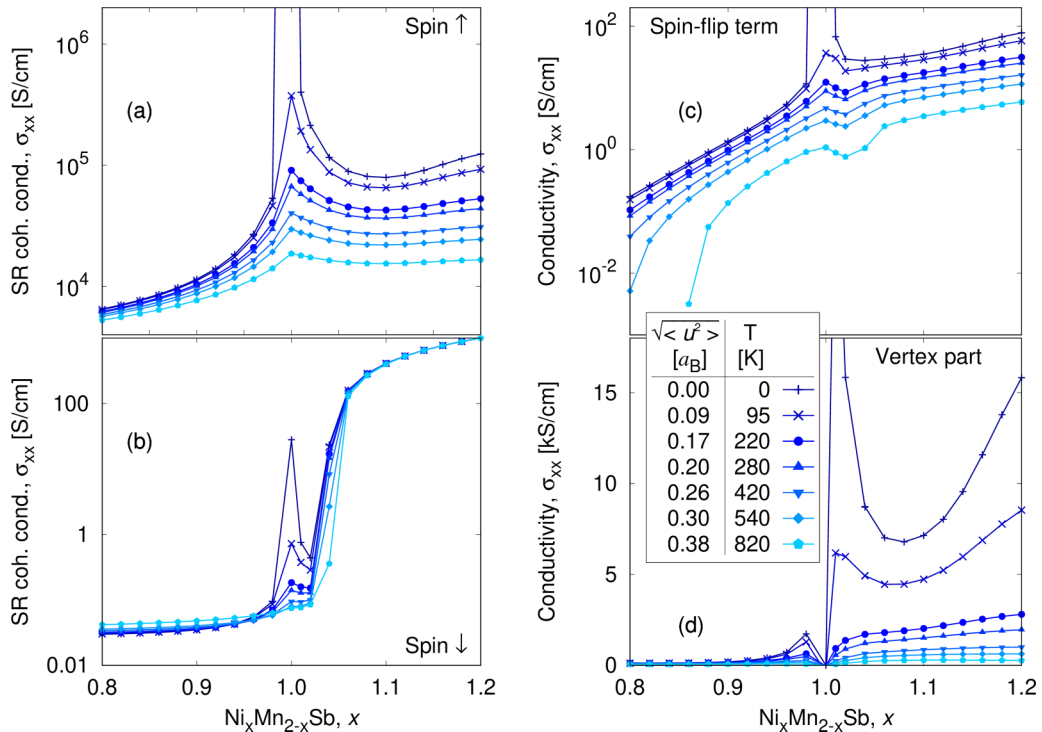 10⁶
10⁵
10⁴
SR coh. cond., σxx [S/cm]
(a)
Spin ↑
100
1
0.01
SR coh. cond., σxx [S/cm]
(b)
Spin ↓
0.8 0.9 1.0 1.1 1.2
NixMn2-xSb, x
10²
10⁰
10⁻²
Conductivity, σxx [S/cm]
Spin-flip term
(c)
√<u²> T
[aB] [K]
0.00 0
0.09 95
0.17 220
0.20 280
0.26 420
0.30 540
0.38 820
15
10
5
0
Conductivity, σxx [kS/cm]
Vertex part
(d)
0.8 0.9 1.0 1.1 1.2
NixMn2-xSb, x